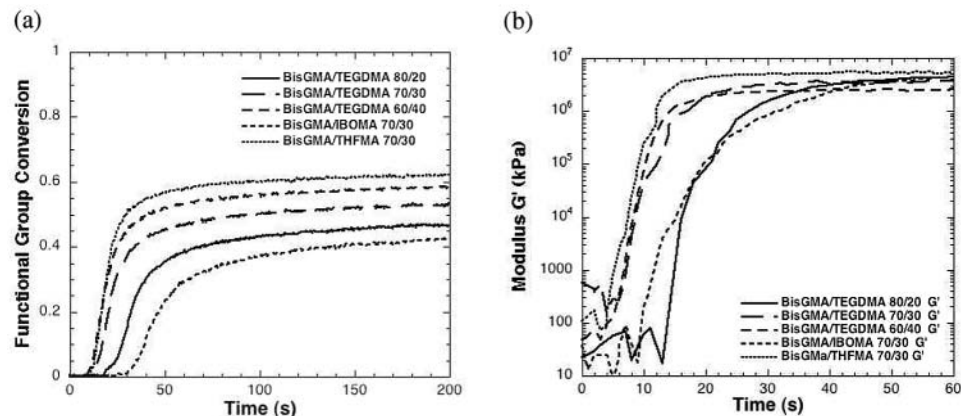 (a)
Functional Group Conversion
1
0.8
0.6
0.4
0.2
0
BisGMA/TEGDMA 80/20
BisGMA/TEGDMA 70/30
BisGMA/TEGDMA 60/40
BisGMA/IBOMA 70/30
BisGMA/THFMA 70/30
0 50 100 150 200
Time (s)
(b)
Modulus G' (kPa)
10⁷
10⁶
10⁵
10⁴
1000
100
10
BisGMA/TEGDMA 80/20 G'
BisGMA/TEGDMA 70/30 G'
BisGMA/TEGDMA 60/40 G'
BisGMA/IBOMA 70/30 G'
BisGMa/THFMA 70/30 G'
0 10 20 30 40 50 60
Time (s)